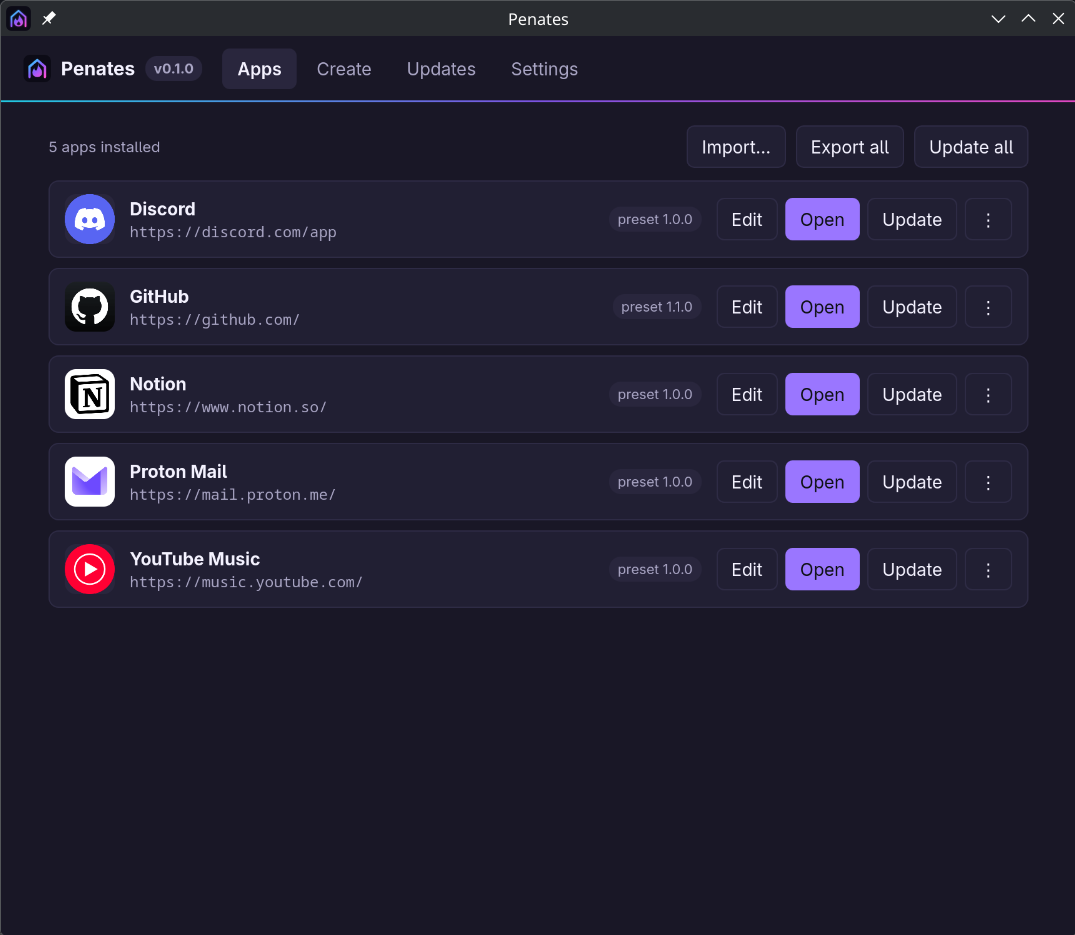 Penates
Penates v0.1.0 Apps Create Updates Settings
5 apps installed Import... Export all Update all
Discord
https://discord.com/app
preset 1.0.0 Edit Open Update ⋮
GitHub
https://github.com/
preset 1.1.0 Edit Open Update ⋮
Notion
https://www.notion.so/
preset 1.0.0 Edit Open Update ⋮
Proton Mail
https://mail.proton.me/
preset 1.0.0 Edit Open Update ⋮
YouTube Music
https://music.youtube.com/
preset 1.0.0 Edit Open Update ⋮